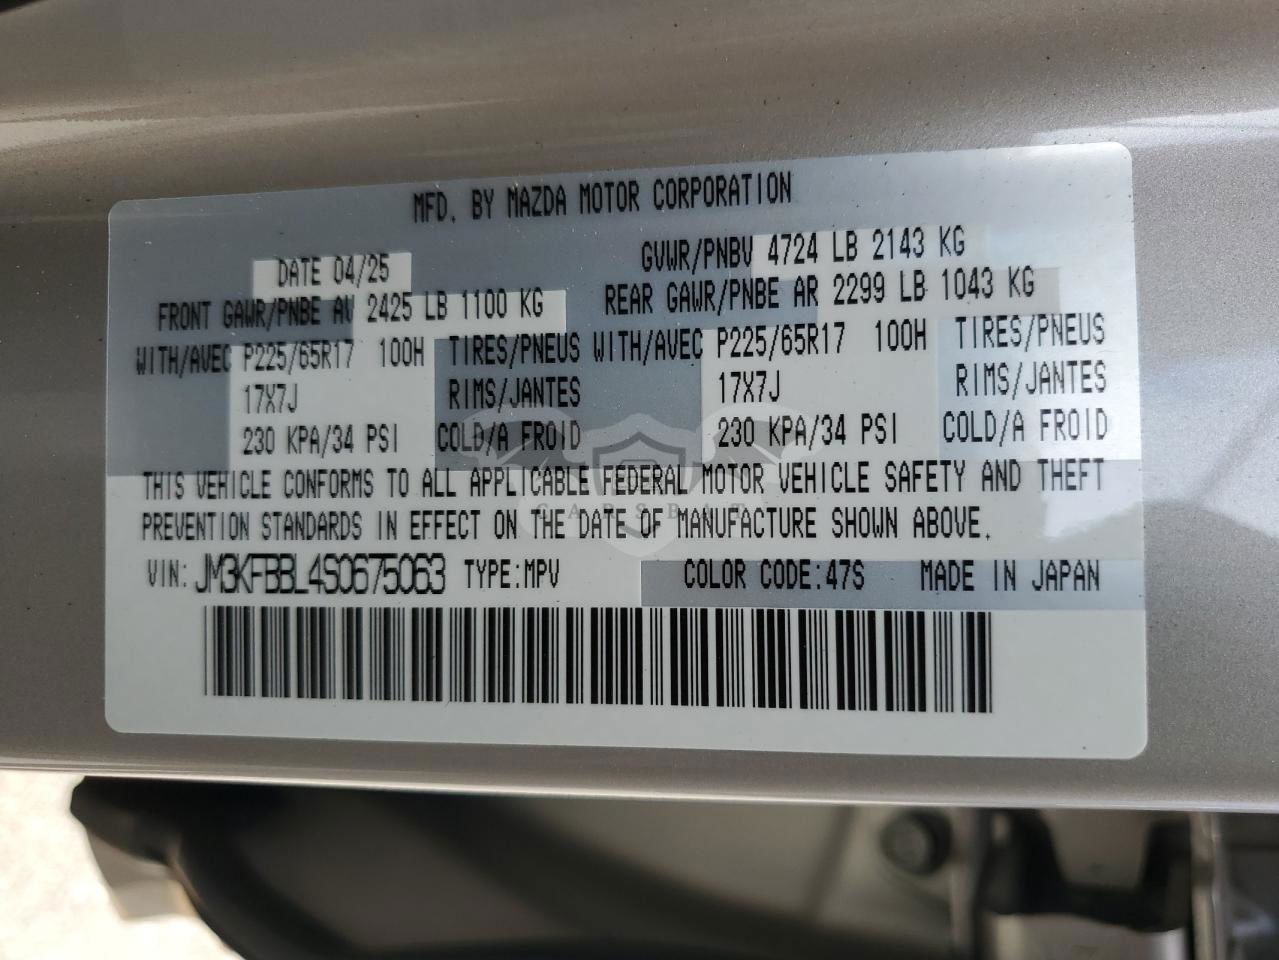 MFD. BY MAZDA MOTOR CORPORATION
DATE 04/25 GVWR/PNBV 4724 LB 2143 KG
FRONT GAWR/PNBE AV 2425 LB 1100 KG REAR GAWR/PNBE AR 2299 LB 1043 KG
WITH/AVEC P225/65R17 100H TIRES/PNEUS WITH/AVEC P225/65R17 100H TIRES/PNEUS
17X7J RIMS/JANTES 17X7J RIMS/JANTES
230 KPA/34 PSI COLD/A FROID 230 KPA/34 PSI COLD/A FROID
THIS VEHICLE CONFORMS TO ALL APPLICABLE FEDERAL MOTOR VEHICLE SAFETY AND THEFT
CARSBAT
PREVENTION STANDARDS IN EFFECT ON THE DATE OF MANUFACTURE SHOWN ABOVE.
VIN: JM3KFBBL4S0675063 TYPE:MPV COLOR CODE:47S MADE IN JAPAN